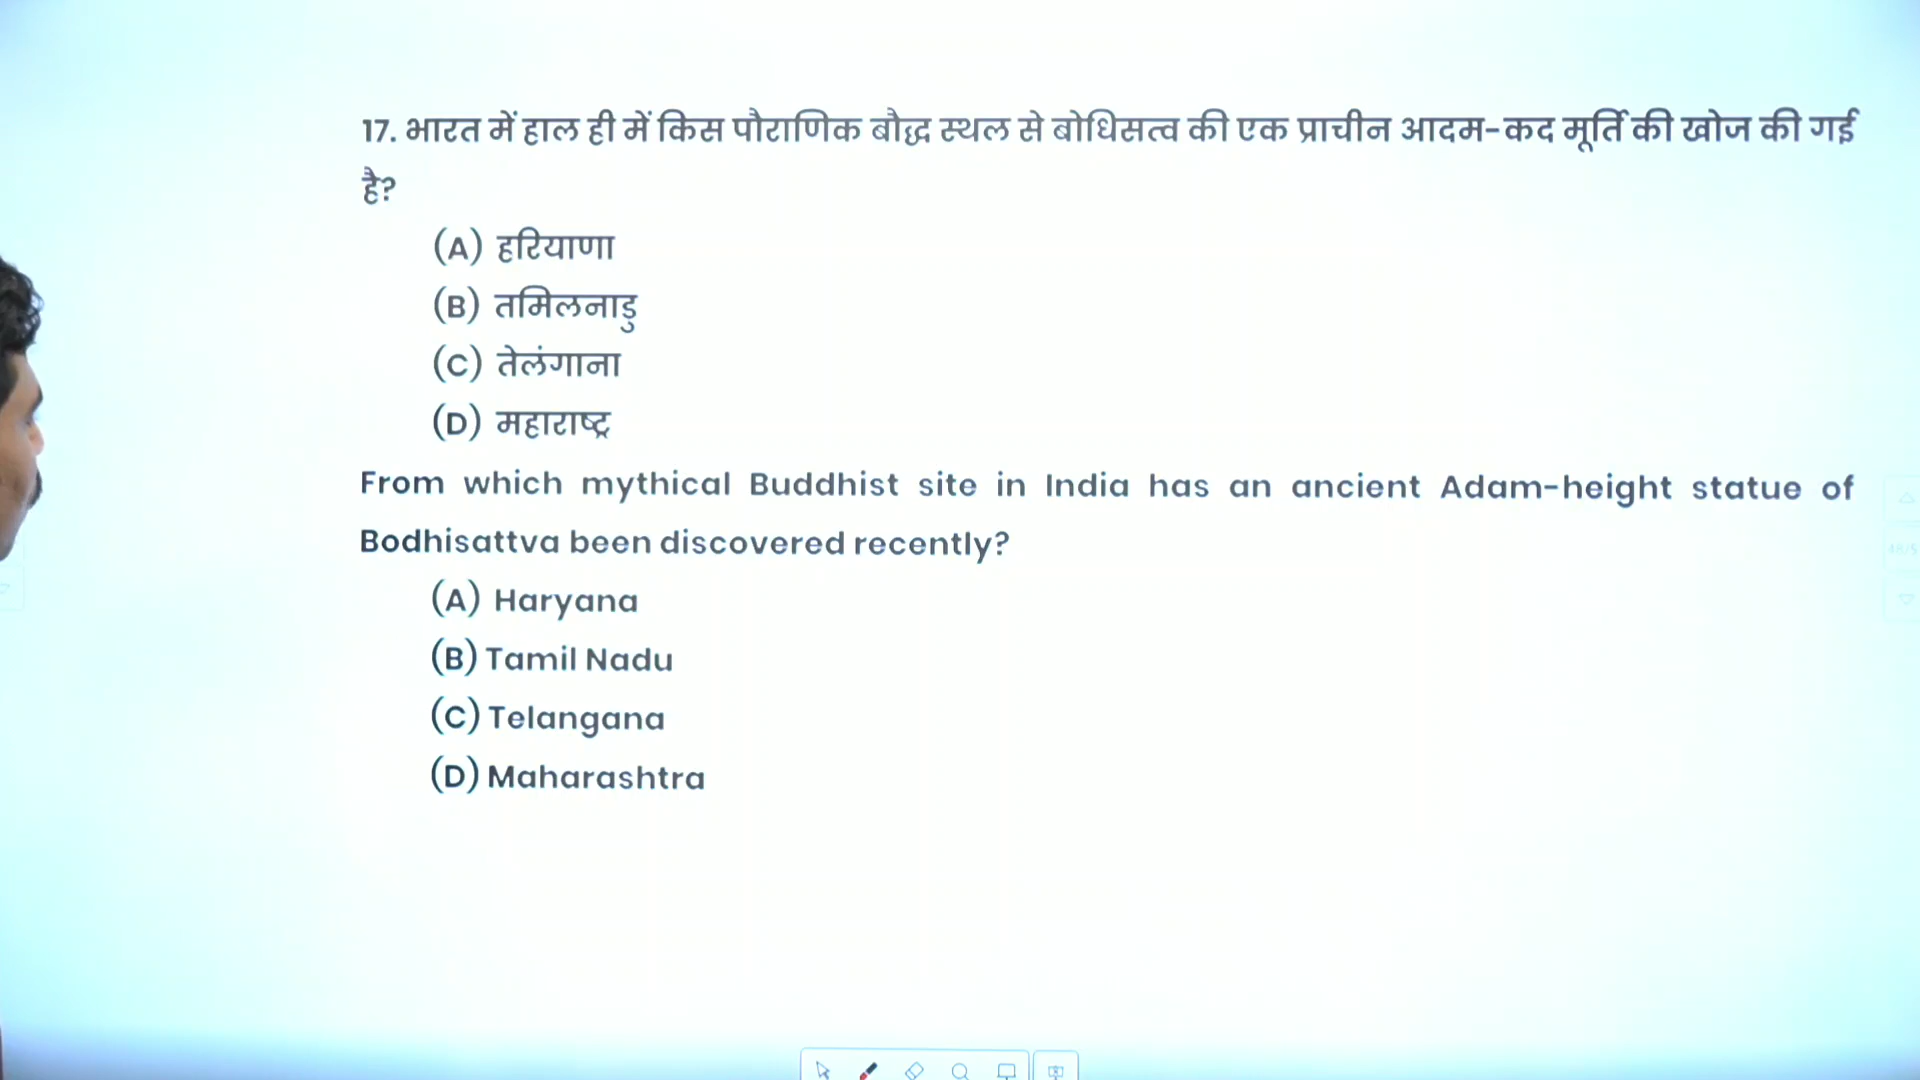 17. भारत में हाल ही में किस पौराणिक बौद्ध स्थल से बोधिसत्व की एक प्राचीन आदम-कद मूर्ति की खोज की गई
है?
(A) हरियाणा
(B) तमिलनाडु
(C) तेलंगाना
(D) महाराष्ट्र
From which mythical Buddhist site in India has an ancient Adam-height statue of
Bodhisattva been discovered recently?
(A) Haryana
(B) Tamil Nadu
(C) Telangana
(D) Maharashtra